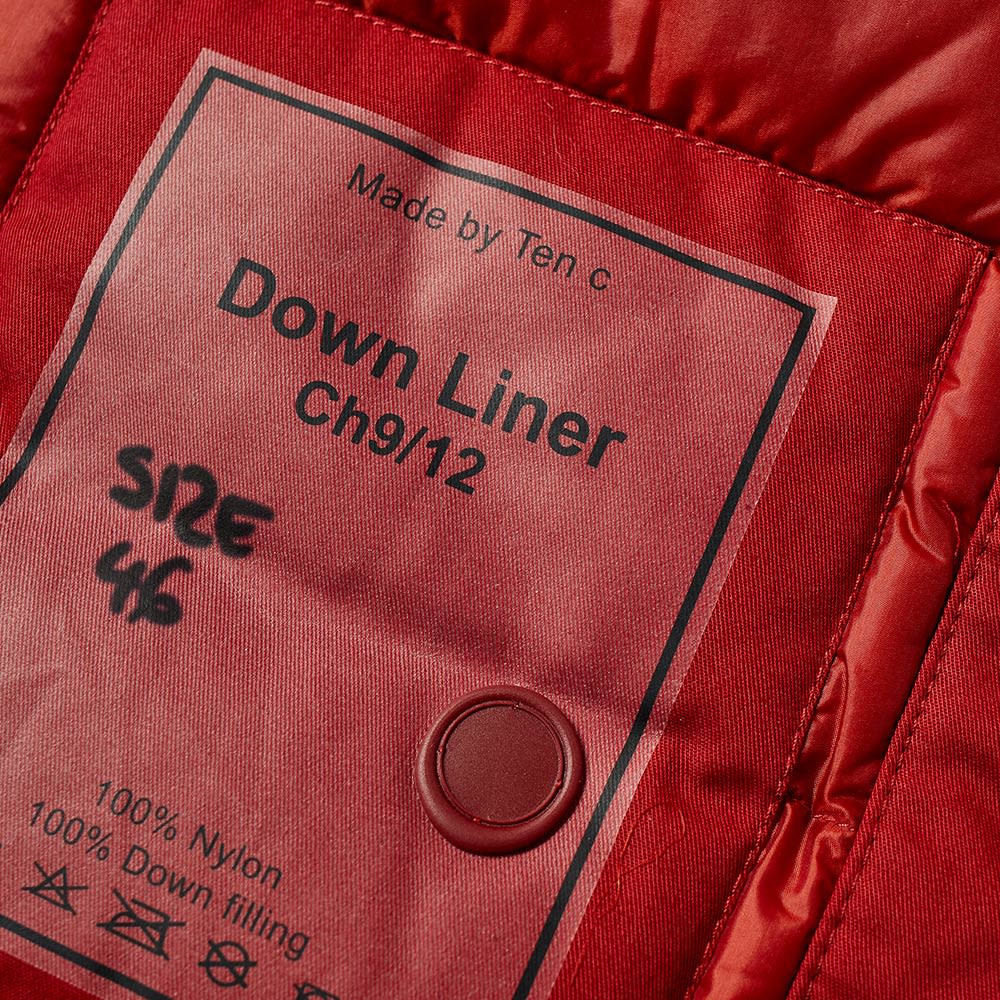 Made by Ten C
Down Liner
Ch9/12
SIZE
46
100% Nylon
100% Down filling